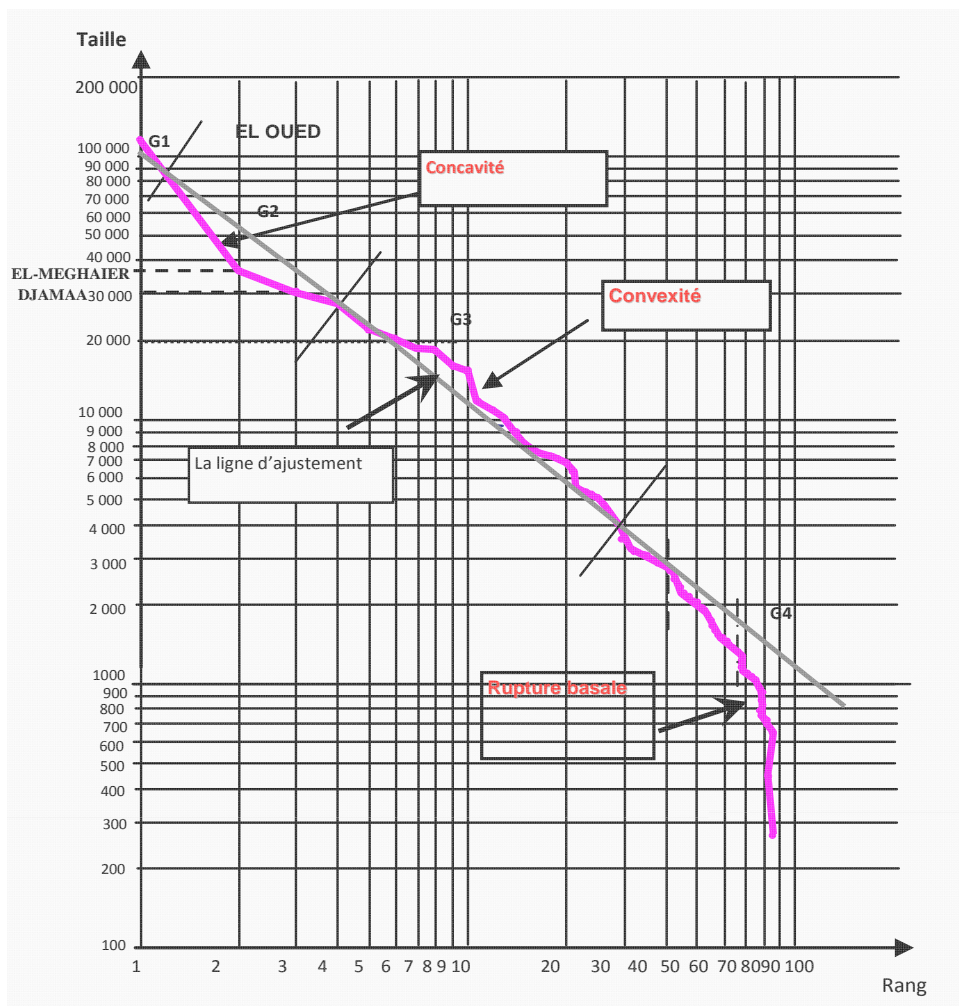 Taille
200 000
G1
EL OUED
100 000
90 000
80 000
70 000
60 000
50 000
40 000
EL-MEGHAIER
DJAMAA30 000
20 000
10 000
9 000
8 000
7 000
6 000
5 000
4 000
3 000
2 000
1000
900
800
700
600
500
400
300
200
100
Concavité
G2
Convexité
G3
La ligne d’ajustement
G4
Rupture basale
1 2 3 4 5 6 7 8 9 10 20 30 40 50 60 70 80 90 100
Rang